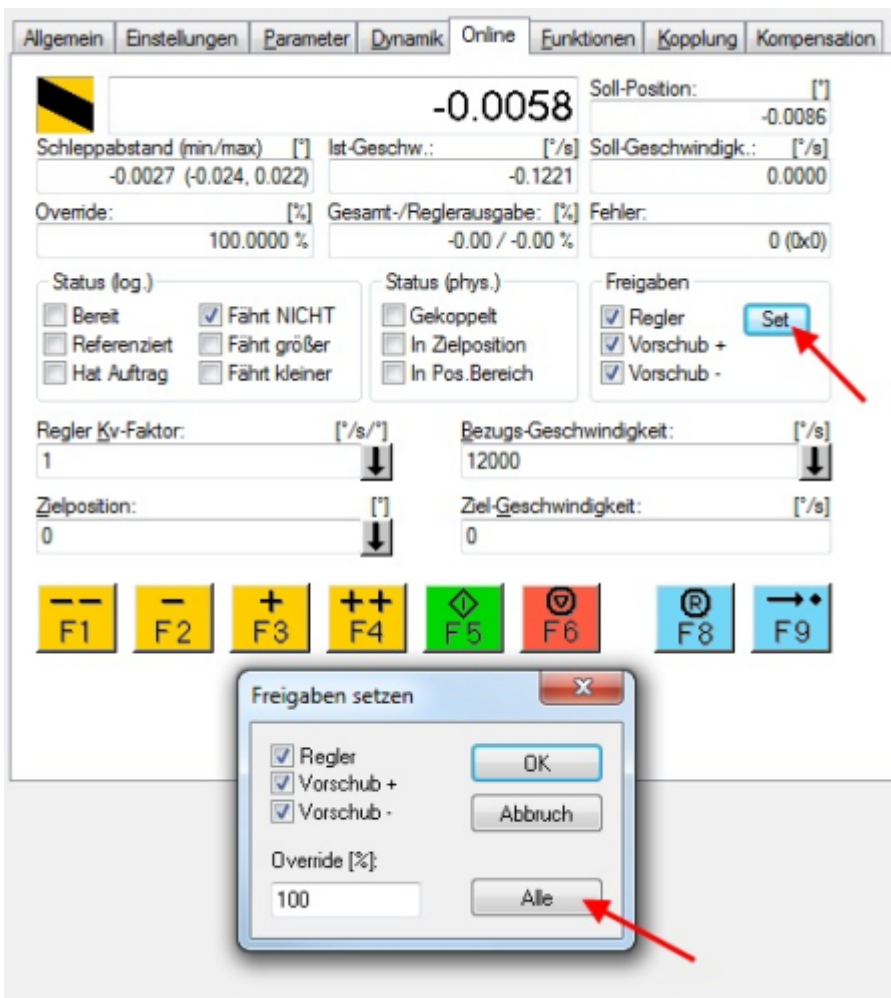 Allgemein Einstellungen Parameter Dynamik Online Funktionen Kopplung Kompensation
-0.0058
Soll-Position: [°]
-0.0086
Schleppabstand (min/max) [°] Ist-Geschw.: [°/s] Soll-Geschwindigk.: [°/s]
-0.0027 (-0.024, 0.022) -0.1221 0.0000
Override: [%] Gesamt-/Reglerausgabe: [%] Fehler:
100.0000 % -0.00 / -0.00 % 0 (0x0)
Status (log.) Status (phys.) Freigaben
Bereit Fährt NICHT Gekoppelt Regler Set
Referenziert Fährt größer In Zielposition Vorschub +
Hat Auftrag Fährt kleiner In Pos.Bereich Vorschub -
Regler Kv-Faktor: [°/s/°] Bezugs-Geschwindigkeit: [°/s]
1 12000
Zielposition: [°] Ziel-Geschwindigkeit: [°/s]
0 0
-- - + ++ R
F1 F2 F3 F4 F5 F6 F8 F9
Freigaben setzen
Regler OK
Vorschub +
Vorschub - Abbruch
Override [%]:
100 Alle